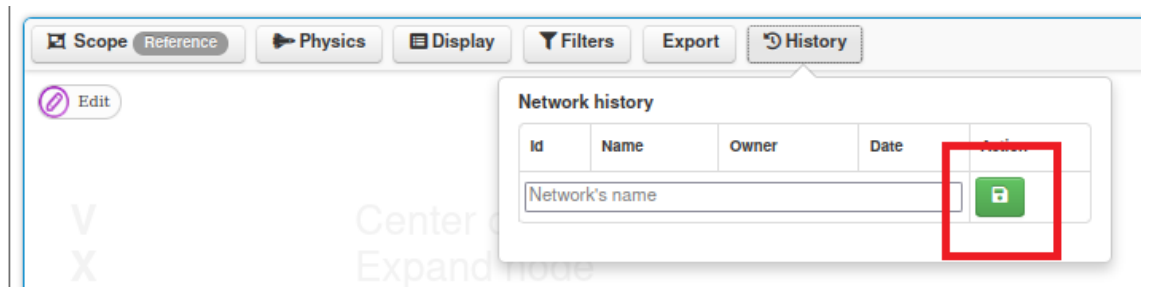 Scope Reference Physics Display Filters Export History
Edit
Network history
Id Name Owner Date Action
Network's name
V Center
X Expand node